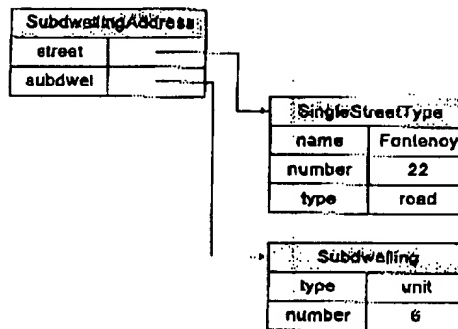 SubdwellingAddress
street
subdwel
SingleStreetType
name Fontenoy
number 22
type road
Subdwelling
type unit
number 6